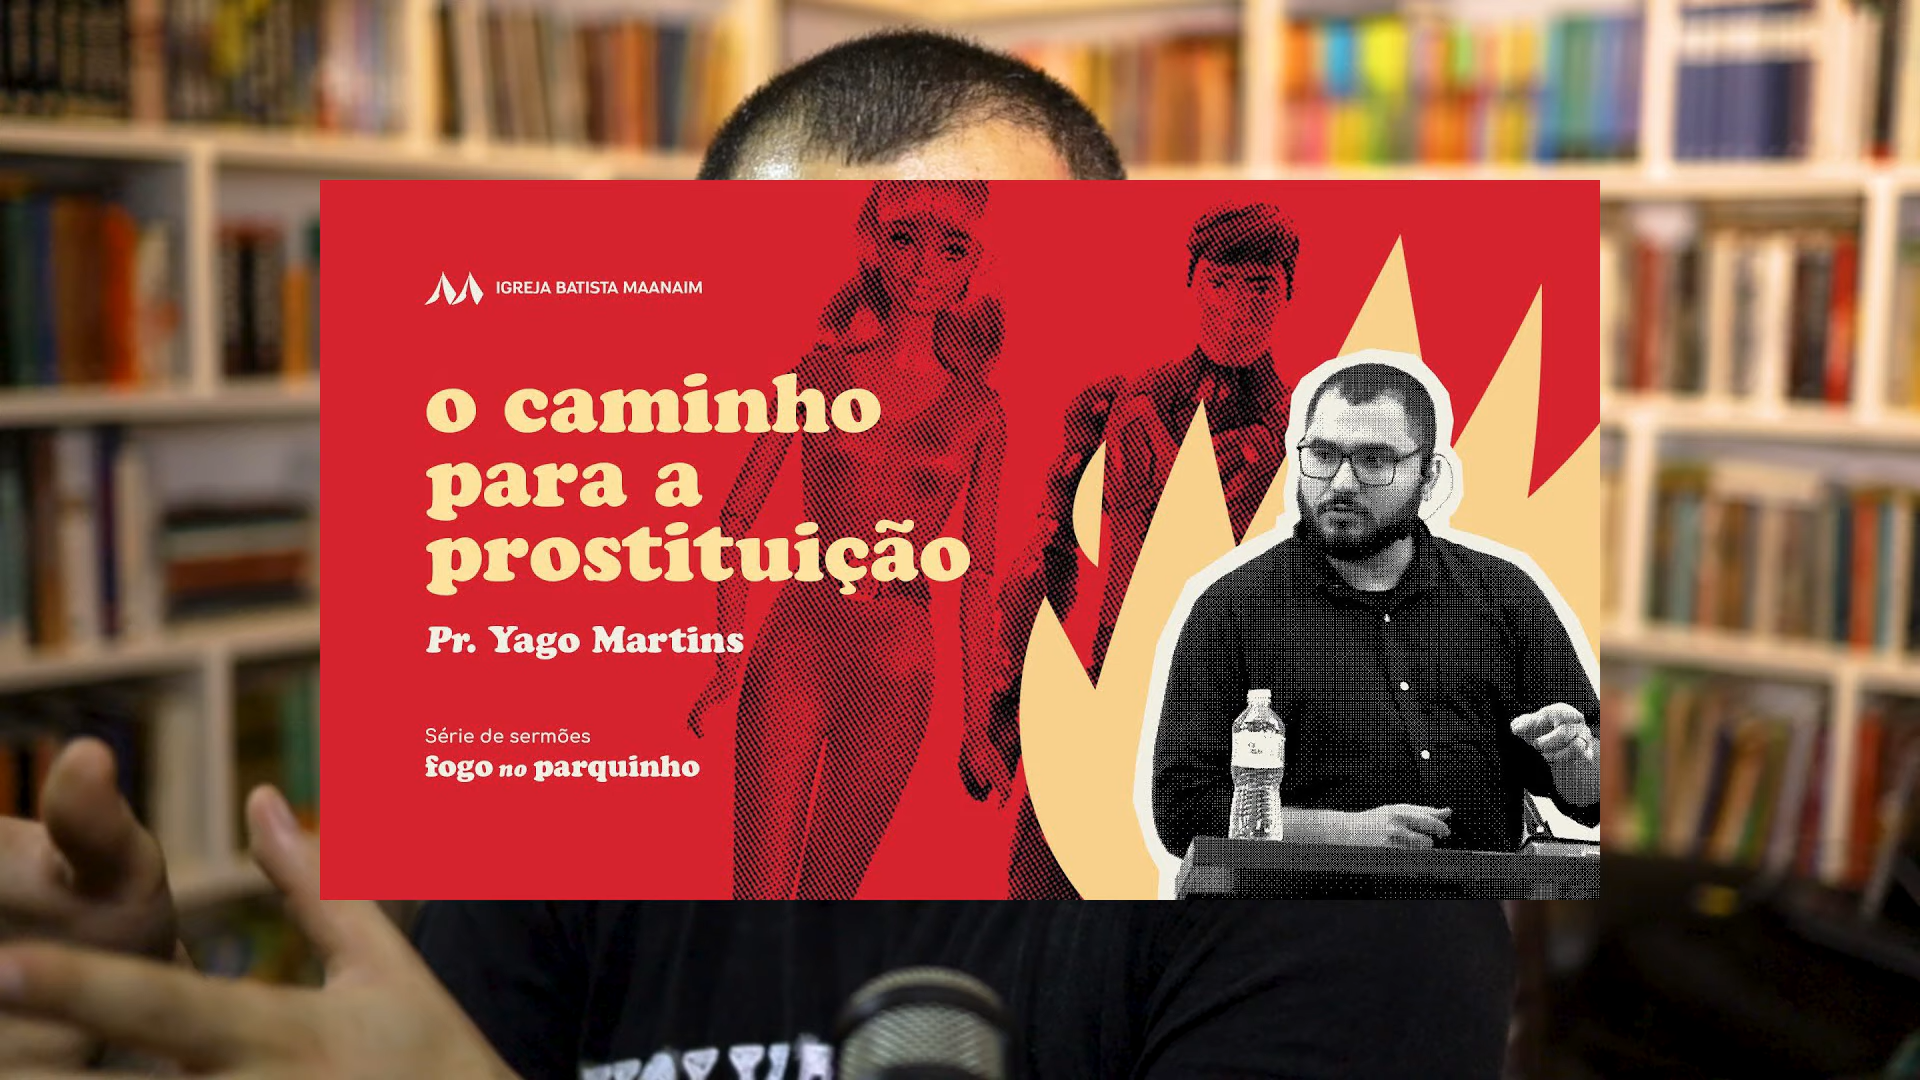 IGREJA BATISTA MAANAIM
o caminho
para a
prostituição
Pr. Yago Martins
Série de sermões
fogo no parquinho